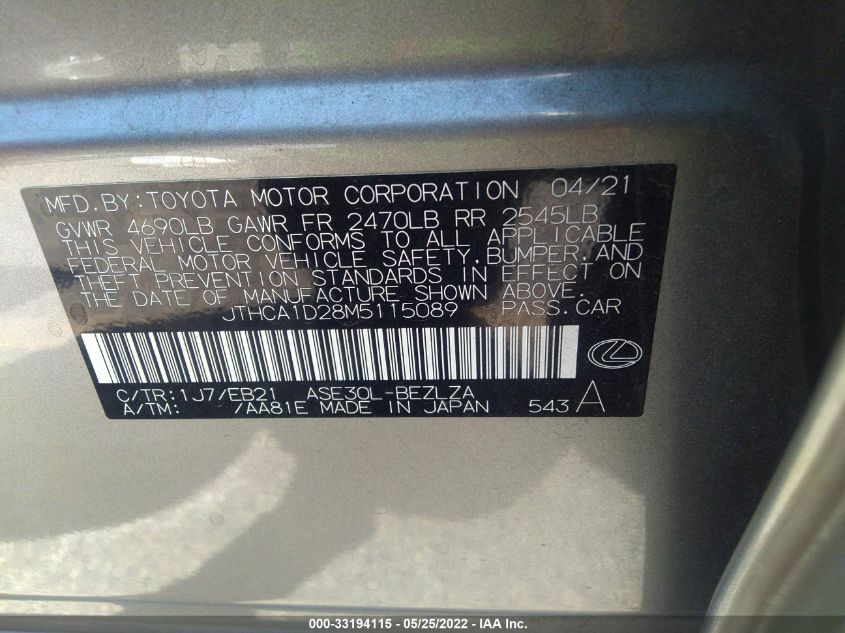 MFD.BY:TOYOTA MOTOR CORPORATION 04/21
GVWR 4690LB GAWR FR 2470LB RR 2545LB
THIS VEHICLE CONFORMS TO ALL APPLICABLE
FEDERAL MOTOR VEHICLE SAFETY,BUMPER,AND
THEFT PREVENTION STANDARDS IN EFFECT ON
THE DATE OF MANUFACTURE SHOWN ABOVE.
JTHCA1D28M5115089 PASS.CAR
C/TR:1J7/EB21 ASE30L-BEZLZA
A/TM: /AA81E MADE IN JAPAN 543 A
000-33194115 - 05/25/2022 - IAA Inc.